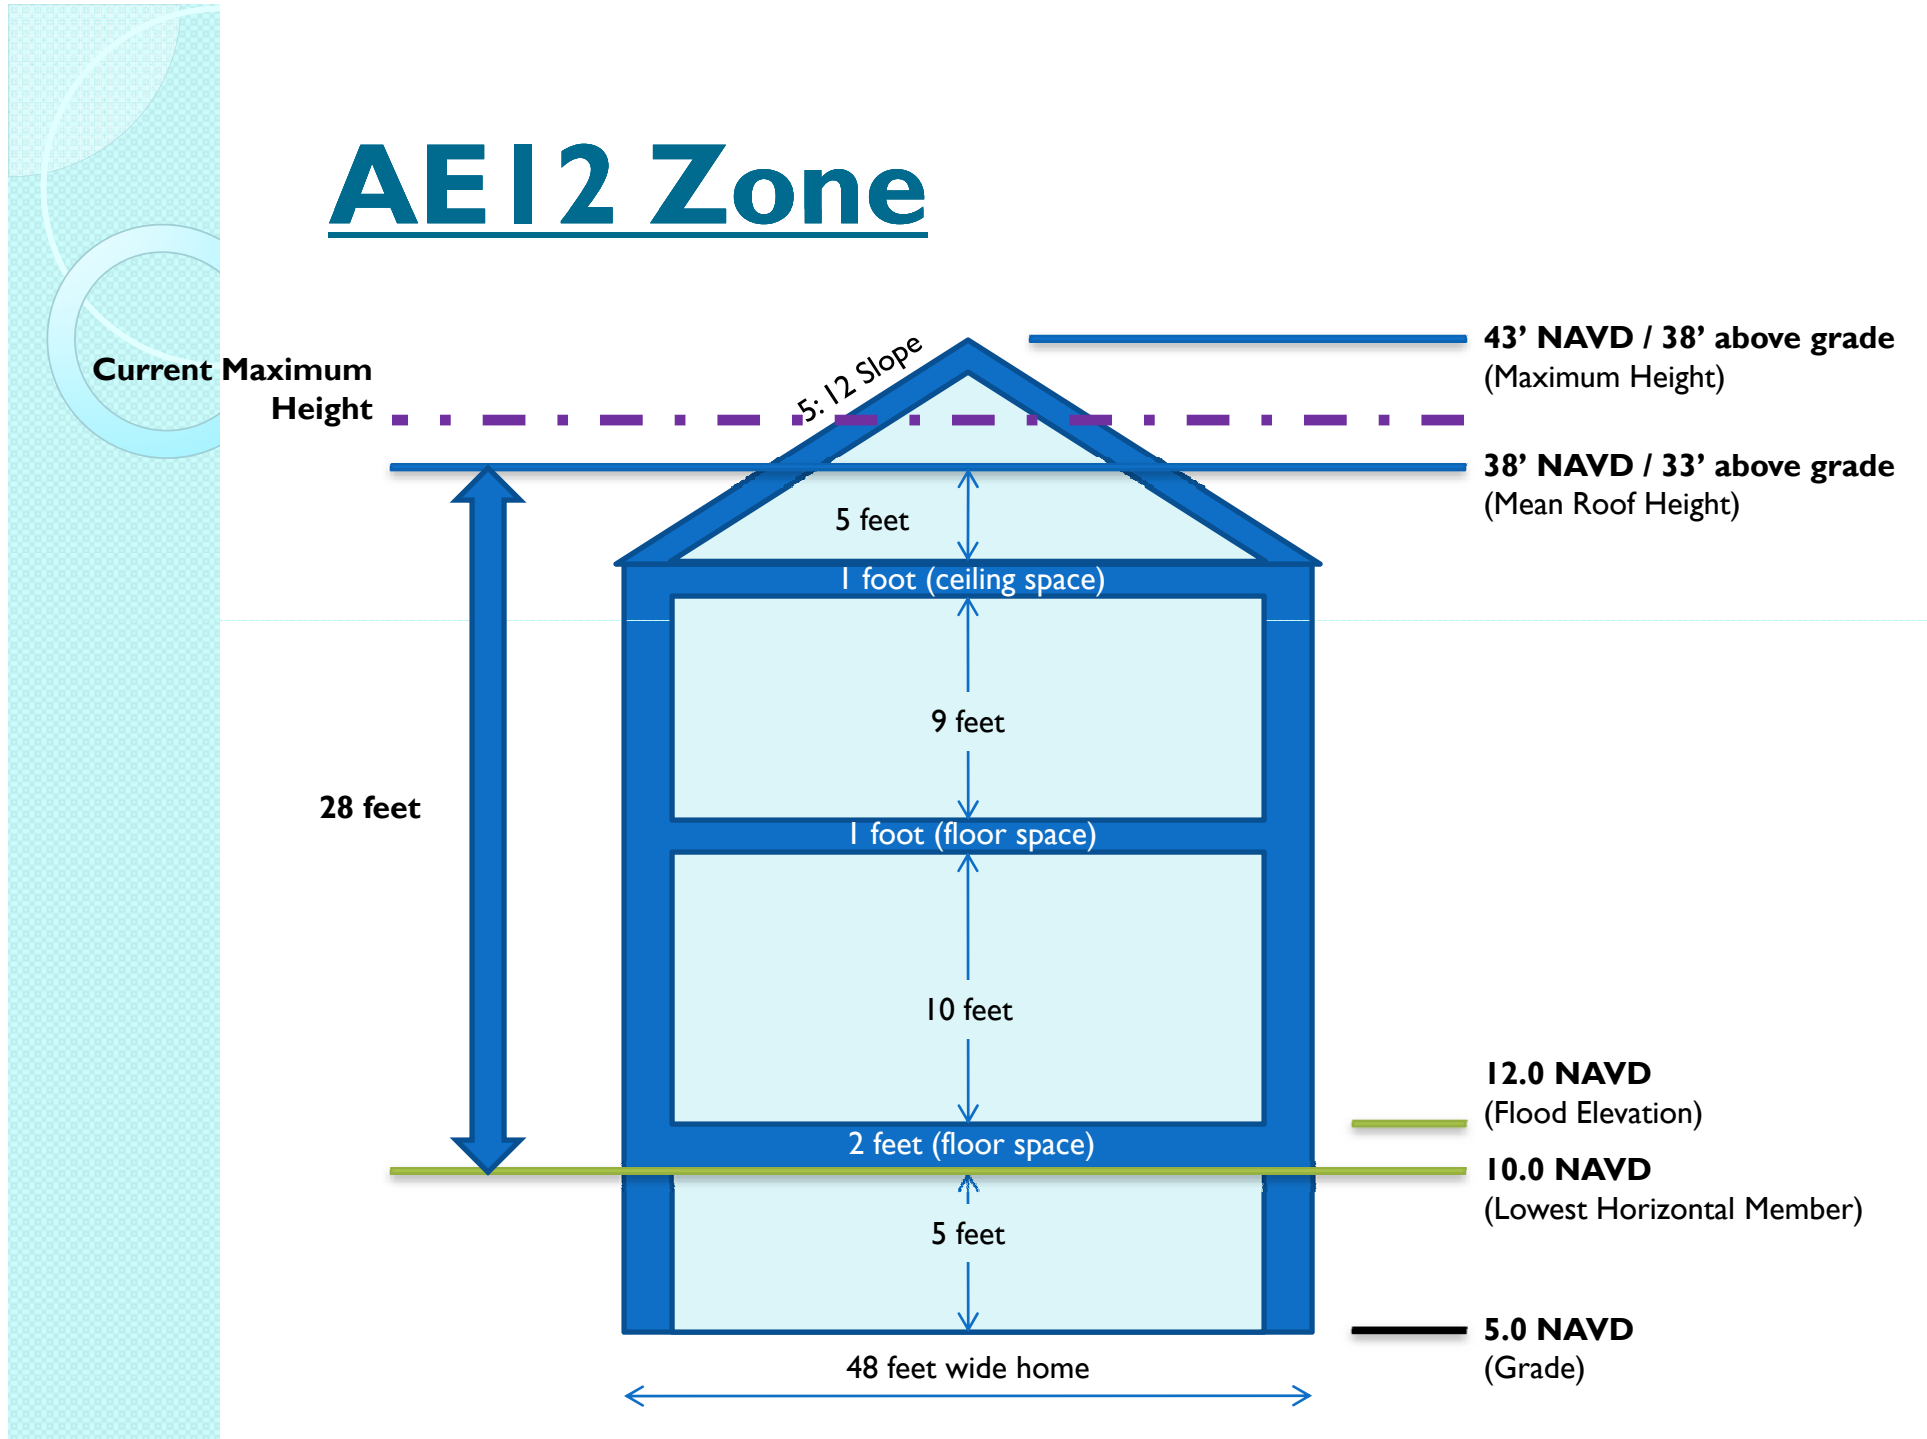 AE12 Zone
Current Maximum
Height
5: 12 Slope
43’ NAVD / 38’ above grade
(Maximum Height)
38’ NAVD / 33’ above grade
(Mean Roof Height)
5 feet
1 foot (ceiling space)
9 feet
28 feet
1 foot (floor space)
10 feet
12.0 NAVD
(Flood Elevation)
2 feet (floor space)
10.0 NAVD
(Lowest Horizontal Member)
5 feet
5.0 NAVD
(Grade)
48 feet wide home